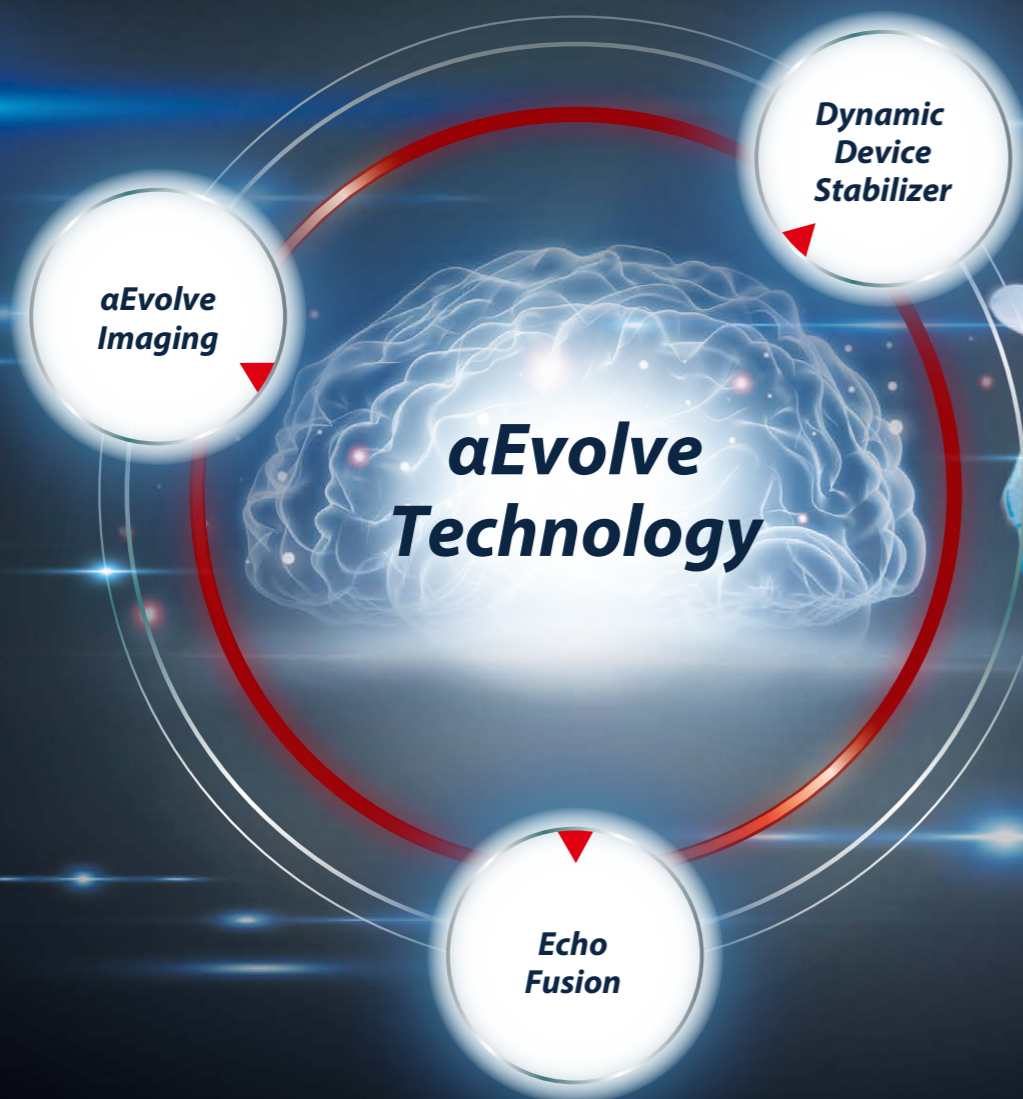 Dynamic
Device
Stabilizer
αEvolve
Imaging
αEvolve
Technology
Echo
Fusion